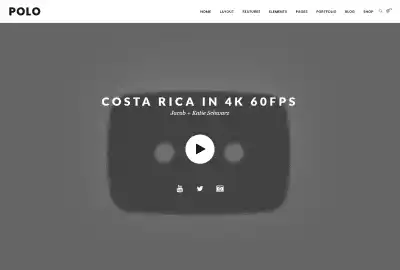 POLO
HOME LAYOUT FEATURES ELEMENTS PAGES PORTFOLIO BLOG SHOP
COSTA RICA IN 4K 60FPS
Jacob + Katie Schwarz